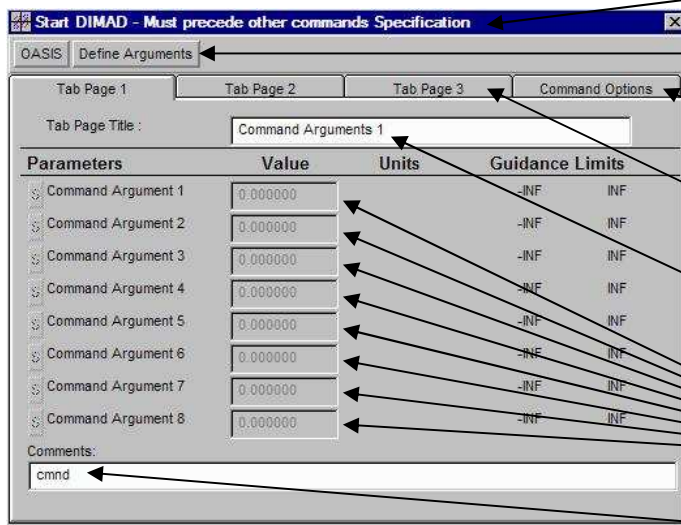 Start DIMAD - Must precede other commands Specification
OASIS Define Arguments
Tab Page 1 Tab Page 2 Tab Page 3 Command Options
Tab Page Title : Command Arguments 1
Parameters Value Units Guidance Limits
S Command Argument 1 0.000000 -INF INF
S Command Argument 2 0.000000 -INF INF
S Command Argument 3 0.000000 -INF INF
S Command Argument 4 0.000000 -INF INF
S Command Argument 5 0.000000 -INF INF
S Command Argument 6 0.000000 -INF INF
S Command Argument 7 0.000000 -INF INF
S Command Argument 8 0.000000 -INF INF
Comments:
cmnd